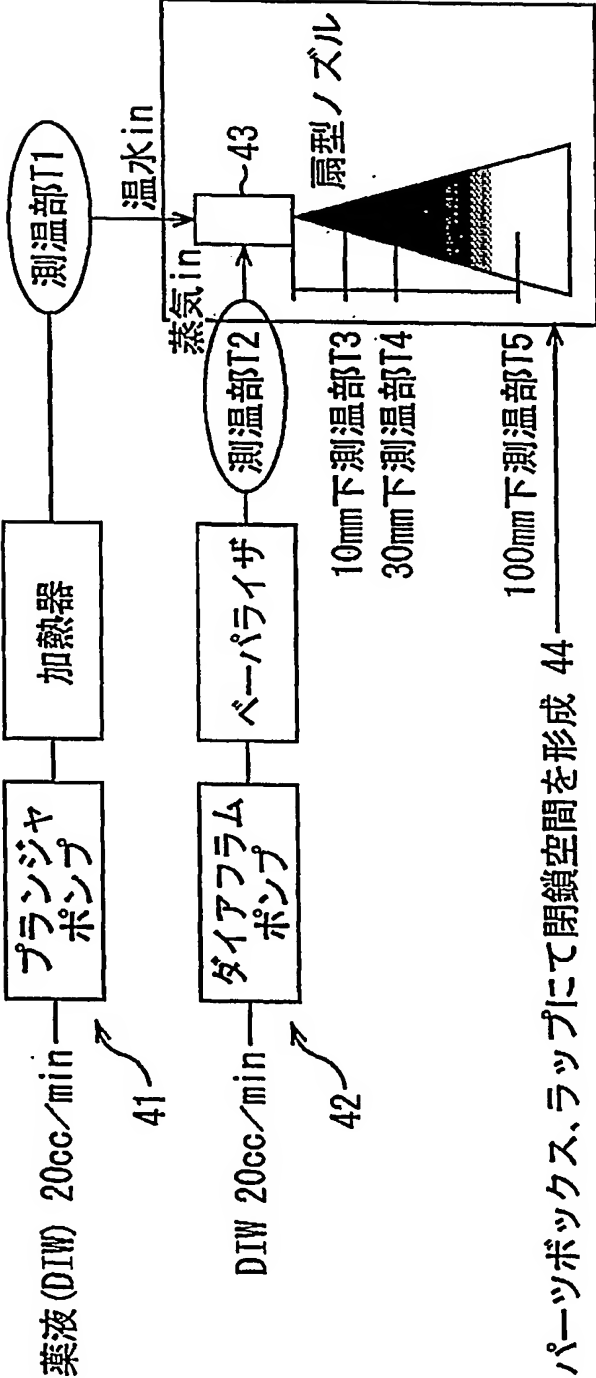 薬液(DIW) 20cc/min
プランジャ
ポンプ
加熱器
測温部T1
温水in
41
DIW 20cc/min
ダイアフラム
ポンプ
ベーパライザ
測温部T2
蒸気in
43
扇型ノズル
42
10mm下測温部T3
30mm下測温部T4
100mm下測温部T5
パーツボックス、ラップにて閉鎖空間を形成 44